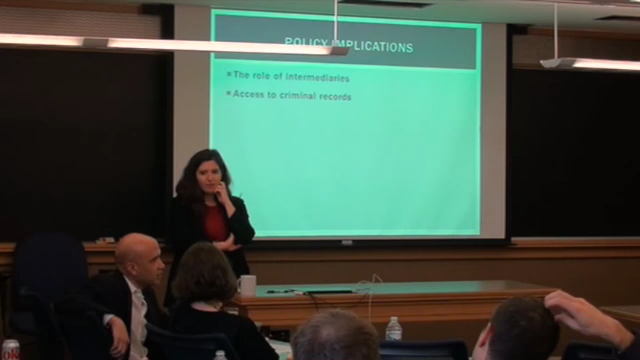 POLICY IMPLICATIONS
The role of intermediaries
Access to criminal records